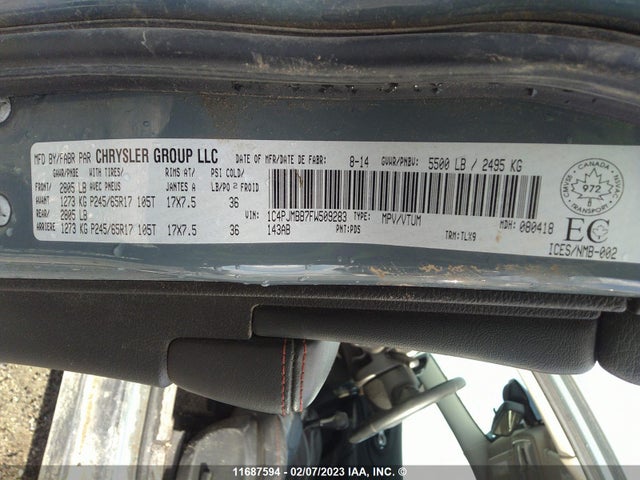 MFD BY/FABR PAR CHRYSLER GROUP LLC DATE OF MFR/DATE DE FABR: 8-14 GVWR/PNBV: 5500 LB / 2495 KG
GAWR/PNBE WITH TIRES RIMS AT/ PSI COLD/
FRONT/ 2805 LB AVEC PNEUS JANTES A LB/PO 2 FROID
AVANT 1273 KG P245/65R17 105T 17X7.5 36 VIN: 1C4PJMBB7FW509283 TYPE: MPV/VTUM MDH: 080418
REAR/ 2805 LB 143AB PNT:PDS TRM:TLX9
ARRIERE 1273 KG P245/65R17 105T 17X7.5 36 ICES/NMB-002
CANADA
972
8
EC
11687594 — 02/07/2023 IAA, Inc. ©